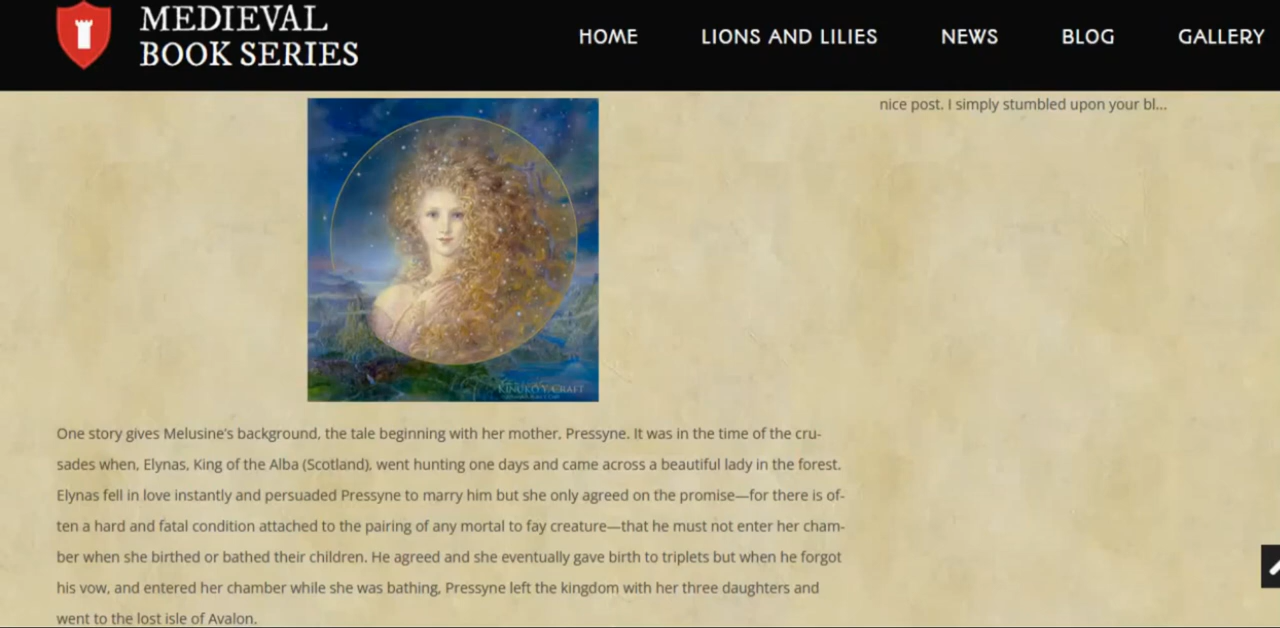 MEDIEVAL
BOOK SERIES
HOME LIONS AND LILIES NEWS BLOG GALLERY
nice post. I simply stumbled upon your bl...
KINUKO Y. CRAFT
One story gives Melusine's background, the tale beginning with her mother, Pressyne. It was in the time of the cru-
sades when, Elynas, King of the Alba (Scotland), went hunting one days and came across a beautiful lady in the forest.
Elynas fell in love instantly and persuaded Pressyne to marry him but she only agreed on the promise—for there is of-
ten a hard and fatal condition attached to the pairing of any mortal to fay creature—that he must not enter her cham-
ber when she birthed or bathed their children. He agreed and she eventually gave birth to triplets but when he forgot
his vow, and entered her chamber while she was bathing, Pressyne left the kingdom with her three daughters and
went to the lost isle of Avalon.